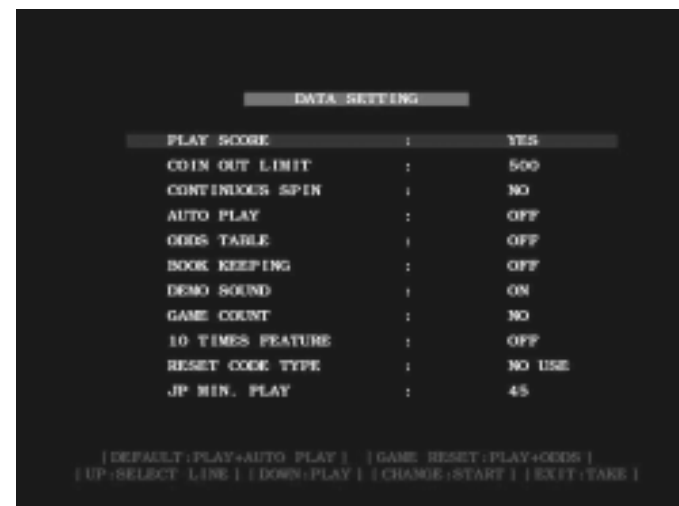 DATA SETTING
PLAY SCORE : YES
COIN OUT LIMIT : 500
CONTINUOUS SPIN : NO
AUTO PLAY : OFF
ODDS TABLE : OFF
BOOK KEEPING : OFF
DEMO SOUND : ON
GAME COUNT : NO
10 TIMES FEATURE : OFF
RESET CODE TYPE : NO USE
JP MIN. PLAY : 45
[DEFAULT:PLAY+AUTO PLAY] [GAME RESET:PLAY+ODDS]
[UP:SELECT LINE] [DOWN:PLAY] [CHANGE:START] [EXIT:TAKE]